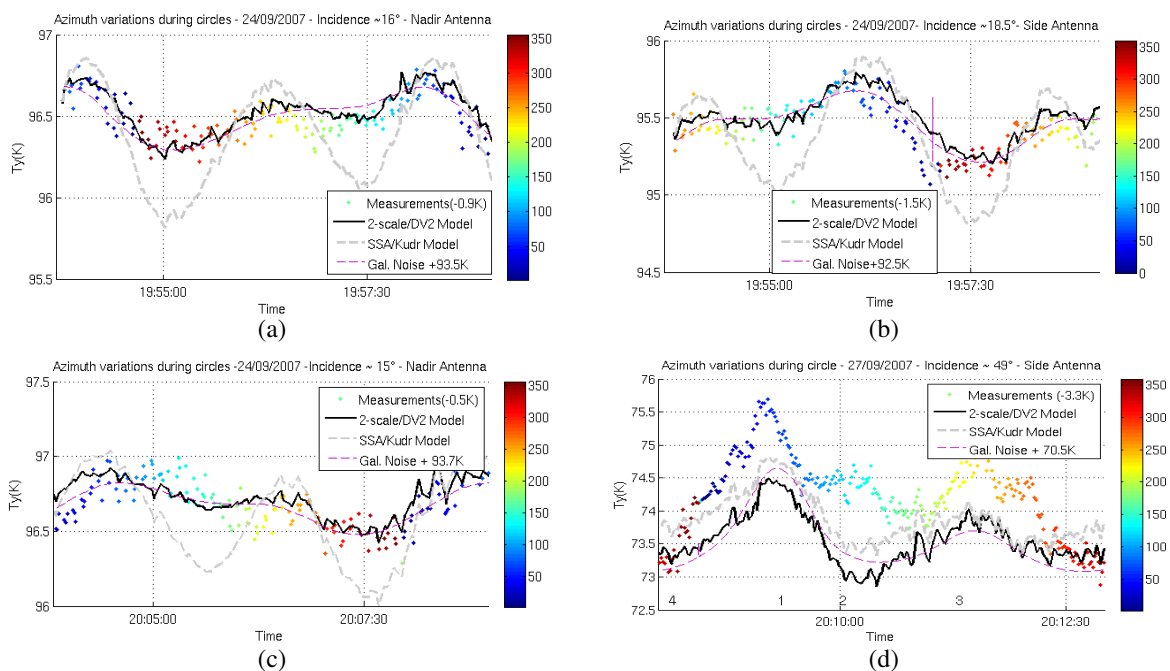 Azimuth variations during circles - 24/09/2007 - Incidence ~16° - Nadir Antenna
97
96.5
96
95.5
Ty(K)
19:55:00
19:57:30
Time
Measurements(-0.9K)
2-scale/DV2 Model
SSA/Kudr Model
Gal. Noise +93.5K
350
300
250
200
150
100
50
(a)
Azimuth variations during circles - 24/09/2007 - Incidence ~18.5°- Side Antenna
96
95.5
95
94.5
Ty(K)
19:55:00
19:57:30
Time
Measurements(-1.5K)
2-scale/DV2 Model
SSA/Kudr Model
Gal. Noise+92.5K
350
300
250
200
150
100
50
0
(b)
Azimuth variations during circles -24/09/2007 -Incidence ~ 15° - Nadir Antenna
97.5
97
96.5
96
Ty(K)
20:05:00
20:07:30
Time
Measurements(-0.5K)
2-scale/DV2 Model
SSA/Kudr Model
Gal. Noise + 93.7K
350
300
250
200
150
100
50
(c)
Azimuth variations during circle - 27/09/2007 -Incidence ~ 49° - Side Antenna
76
75.5
75
74.5
74
73.5
73
72.5
Ty(K)
4
1
2
3
20:10:00
20:12:30
Time
Measurements (-3.3K)
2-scale/DV2 Model
SSA/Kudr Model
Gal. Noise + 70.5K
350
300
250
200
150
100
50
(d)